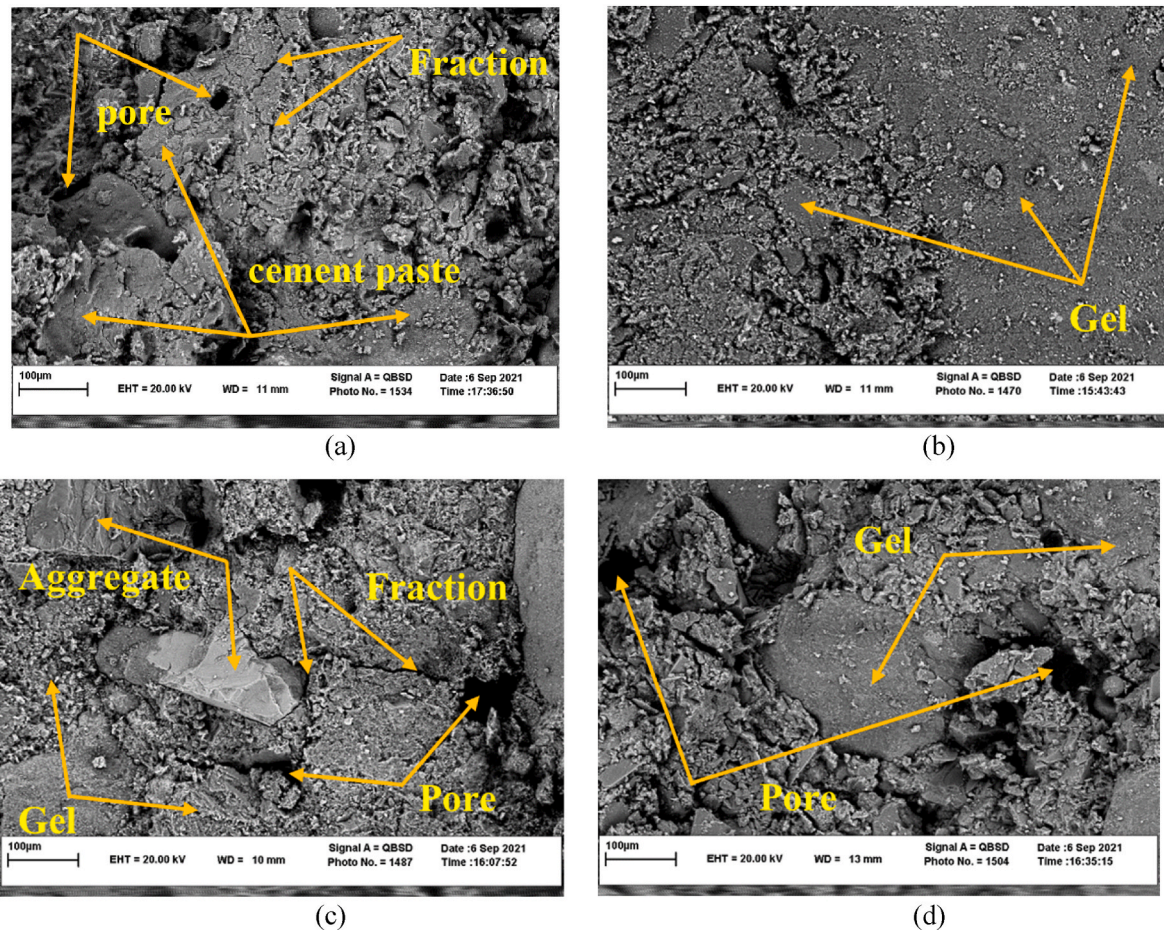 Fraction
pore
cement paste
100μm
EHT = 20.00 kV
WD = 11 mm
Signal A = QBSD
Photo No. = 1534
Date :6 Sep 2021
Time :17:36:50
(a)
Gel
100μm
EHT = 20.00 kV
WD = 11 mm
Signal A = QBSD
Photo No. = 1470
Date :6 Sep 2021
Time :15:43:43
(b)
Aggregate
Fraction
Gel
Pore
100μm
EHT = 20.00 kV
WD = 10 mm
Signal A = QBSD
Photo No. = 1487
Date :6 Sep 2021
Time :16:07:52
(c)
Gel
Pore
100μm
EHT = 20.00 kV
WD = 13 mm
Signal A = QBSD
Photo No. = 1504
Date :6 Sep 2021
Time :16:35:15
(d)